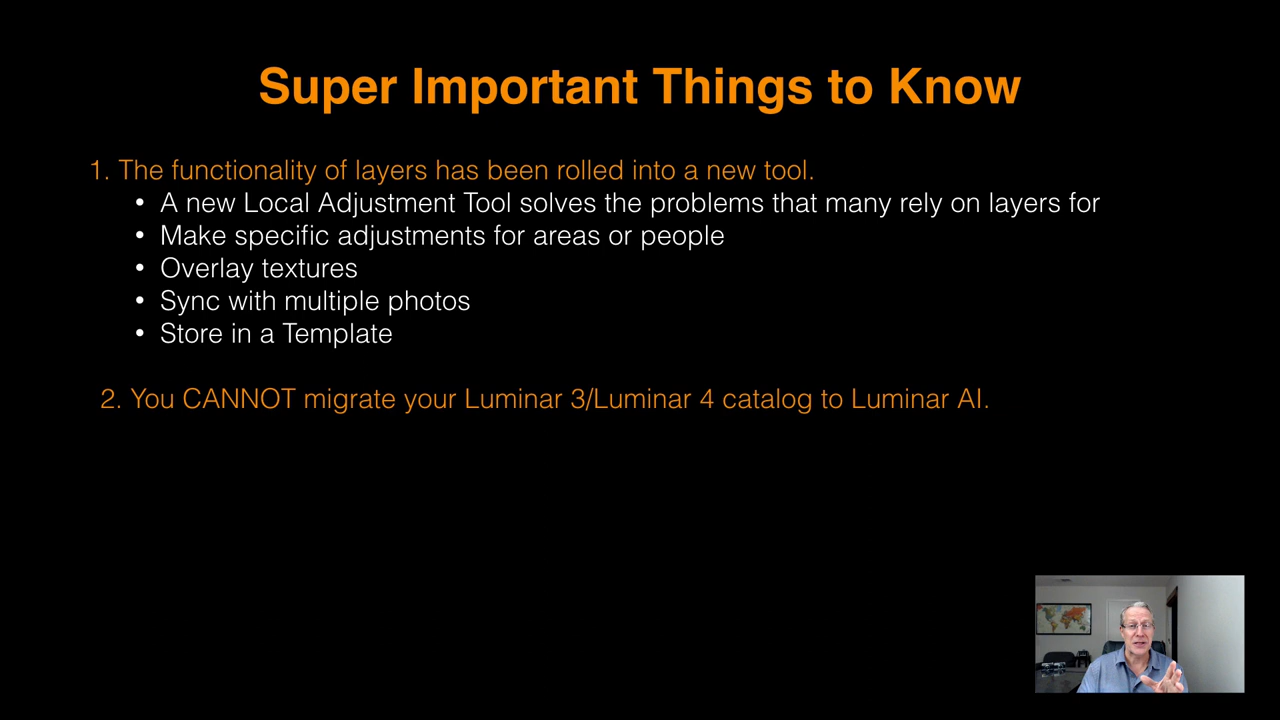 Super Important Things to Know
1. The functionality of layers has been rolled into a new tool.
• A new Local Adjustment Tool solves the problems that many rely on layers for
• Make specific adjustments for areas or people
• Overlay textures
• Sync with multiple photos
• Store in a Template
2. You CANNOT migrate your Luminar 3/Luminar 4 catalog to Luminar AI.